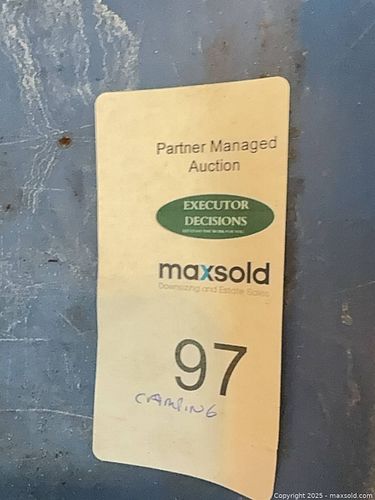 Partner Managed
Auction
EXECUTOR
DECISIONS
maxsold
Downsizing and Estate Sales
97
CAMPING
Copyright 2025 - maxsold.com